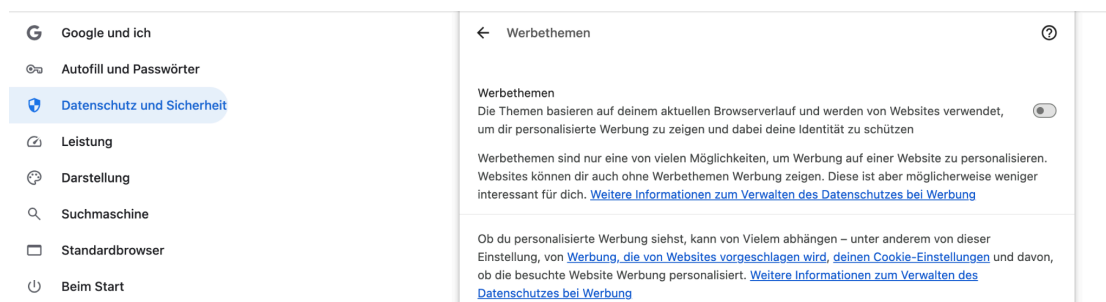 Google und ich
Autofill und Passwörter
Datenschutz und Sicherheit
Leistung
Darstellung
Suchmaschine
Standardbrowser
Beim Start
Werbethemen
Werbethemen
Die Themen basieren auf deinem aktuellen Browserverlauf und werden von Websites verwendet,
um dir personalisierte Werbung zu zeigen und dabei deine Identität zu schützen
Werbethemen sind nur eine von vielen Möglichkeiten, um Werbung auf einer Website zu personalisieren.
Websites können dir auch ohne Werbethemen Werbung zeigen. Diese ist aber möglicherweise weniger
interessant für dich. Weitere Informationen zum Verwalten des Datenschutzes bei Werbung
Ob du personalisierte Werbung siehst, kann von Vielem abhängen – unter anderem von dieser
Einstellung, von Werbung, die von Websites vorgeschlagen wird, deinen Cookie-Einstellungen und davon,
ob die besuchte Website Werbung personalisiert. Weitere Informationen zum Verwalten des
Datenschutzes bei Werbung